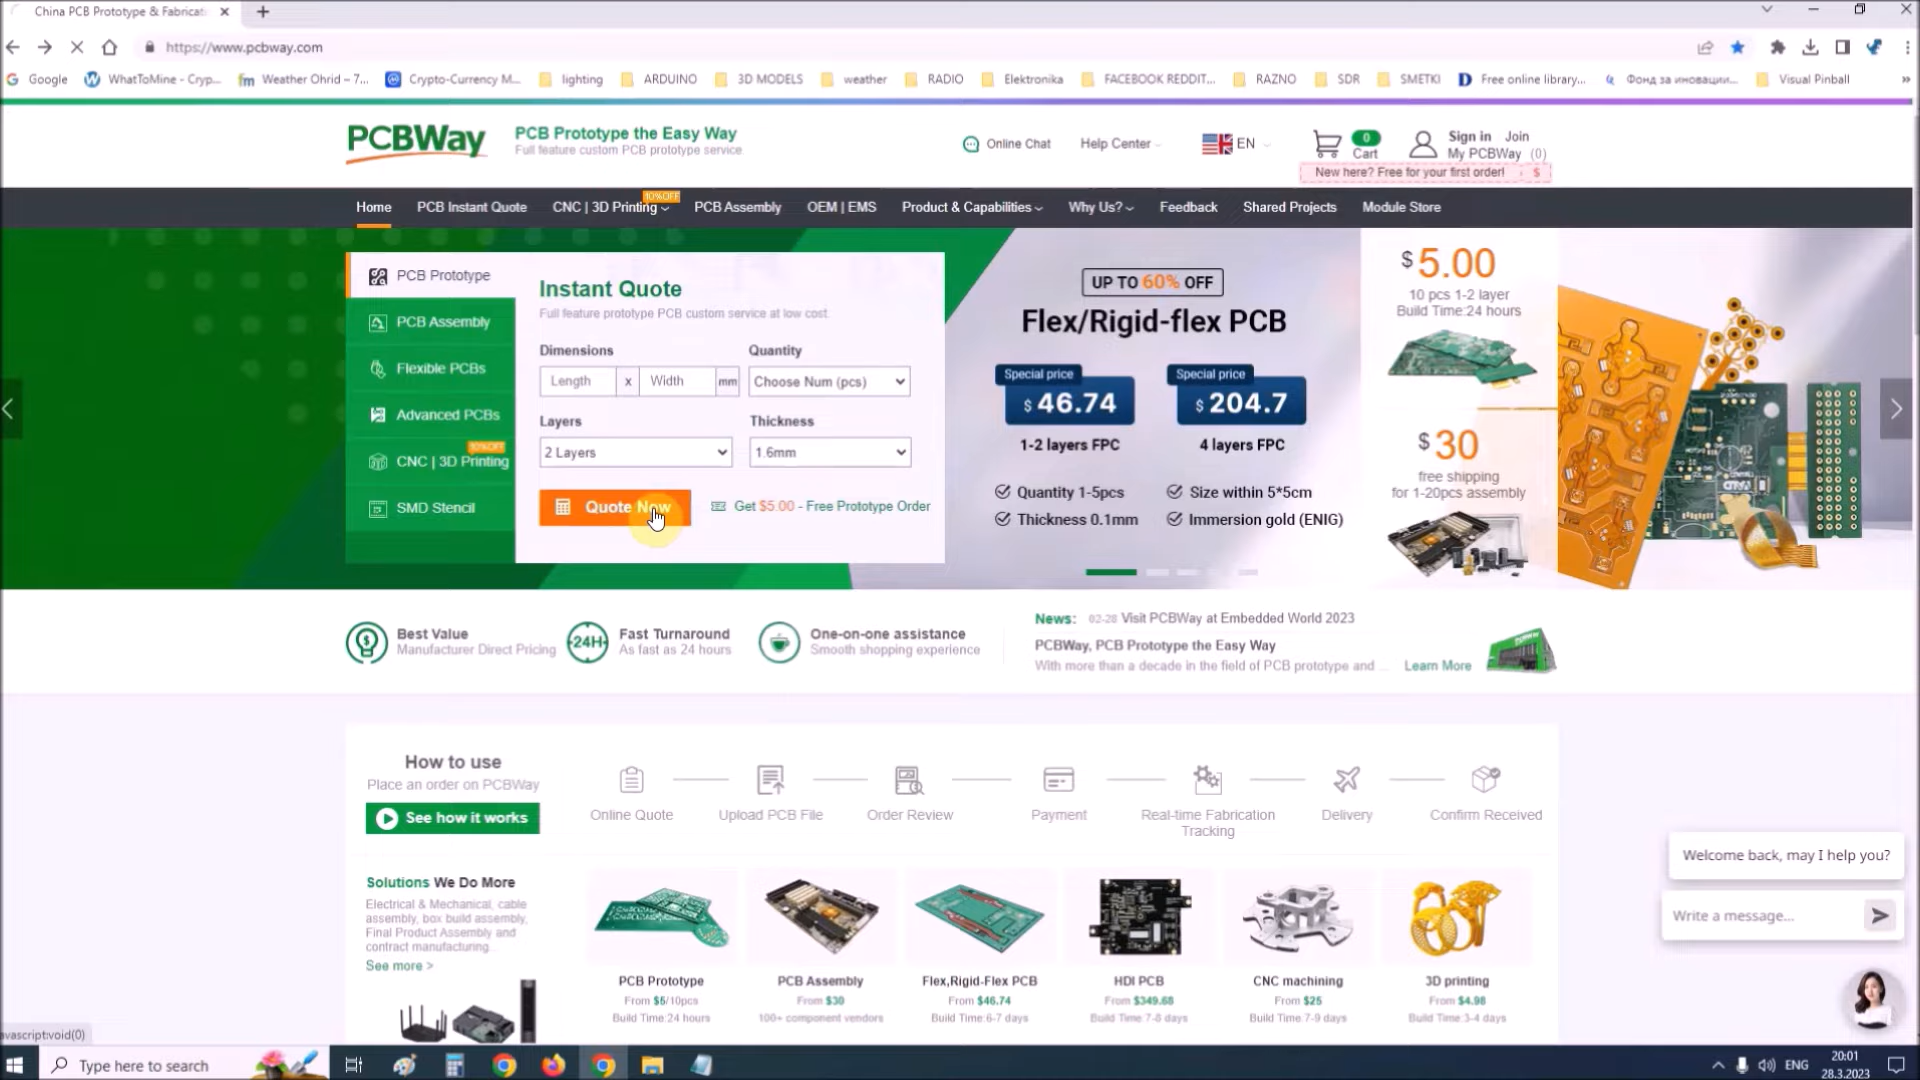 China PCB Prototype & Fabricati
https://www.pcbway.com
Google
WhatToMine - Cryp...
Weather Ohrid – 7...
Crypto-Currency M...
lighting
ARDUINO
3D MODELS
weather
RADIO
Elektronika
FACEBOOK REDDIT...
RAZNO
SDR
SMETKI
Free online library...
Фонд за иновации...
Visual Pinball
PCBWay
PCB Prototype the Easy Way
Full feature custom PCB prototype service
Online Chat
Help Center
EN
0
Cart
Sign in Join
My PCBWay (0)
New here? Free for your first order! $
Home
PCB Instant Quote
CNC | 3D Printing
10%OFF
PCB Assembly
OEM | EMS
Product & Capabilities
Why Us?
Feedback
Shared Projects
Module Store
PCB Prototype
PCB Assembly
Flexible PCBs
Advanced PCBs
10%OFF
CNC | 3D Printing
SMD Stencil
Instant Quote
Full feature prototype PCB custom service at low cost.
Dimensions
Quantity
Length x Width mm
Choose Num (pcs)
Layers
Thickness
2 Layers
1.6mm
Quote Now
Get $5.00 - Free Prototype Order
UP TO 60% OFF
Flex/Rigid-flex PCB
Special price
$ 46.74
1-2 layers FPC
Special price
$ 204.7
4 layers FPC
Quantity 1-5pcs
Size within 5*5cm
Thickness 0.1mm
Immersion gold (ENIG)
$ 5.00
10 pcs 1-2 layer
Build Time:24 hours
$ 30
free shipping
for 1-20pcs assembly
Best Value
Manufacturer Direct Pricing
24H
Fast Turnaround
As fast as 24 hours
One-on-one assistance
Smooth shopping experience
News: 02-28 Visit PCBWay at Embedded World 2023
PCBWay, PCB Prototype the Easy Way
With more than a decade in the field of PCB prototype and ...
Learn More
How to use
Place an order on PCBWay
See how it works
Online Quote
Upload PCB File
Order Review
Payment
Real-time Fabrication
Tracking
Delivery
Confirm Received
Welcome back, may I help you?
Write a message...
Solutions We Do More
Electrical & Mechanical, cable
assembly, box build assembly,
Final Product Assembly and
contract manufacturing...
See more >
PCB Prototype
From $5/10pcs
Build Time:24 hours
PCB Assembly
From $30
100+ component vendors
Flex,Rigid-Flex PCB
From $46.74
Build Time:6-7 days
HDI PCB
From $349.68
Build Time:7-8 days
CNC machining
From $25
Build Time:7-9 days
3D printing
From $4.98
Build Time:3-4 days
avascript:void(0)
Type here to search
ENG
20:01
28.3.2023